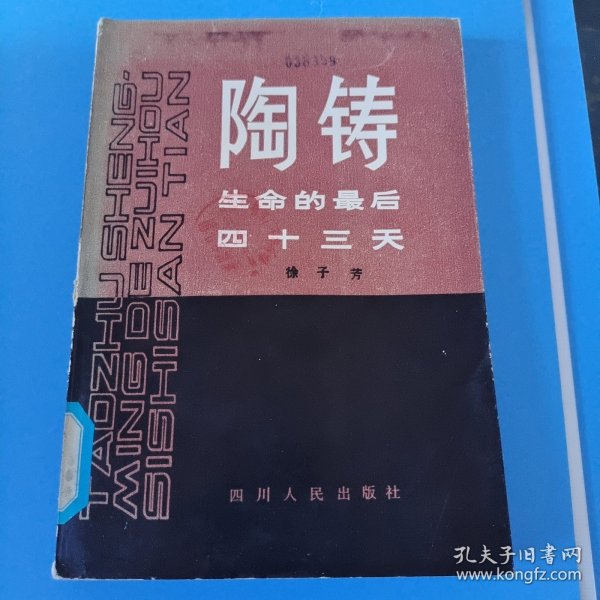 038359
陶铸
生命的最后
四十三天
徐子芳
TAOZHU SHENG-
MING DE ZUIHOU
SISHISAN TIAN
四川人民出版社
孔夫子旧书网
www.kongfz.com